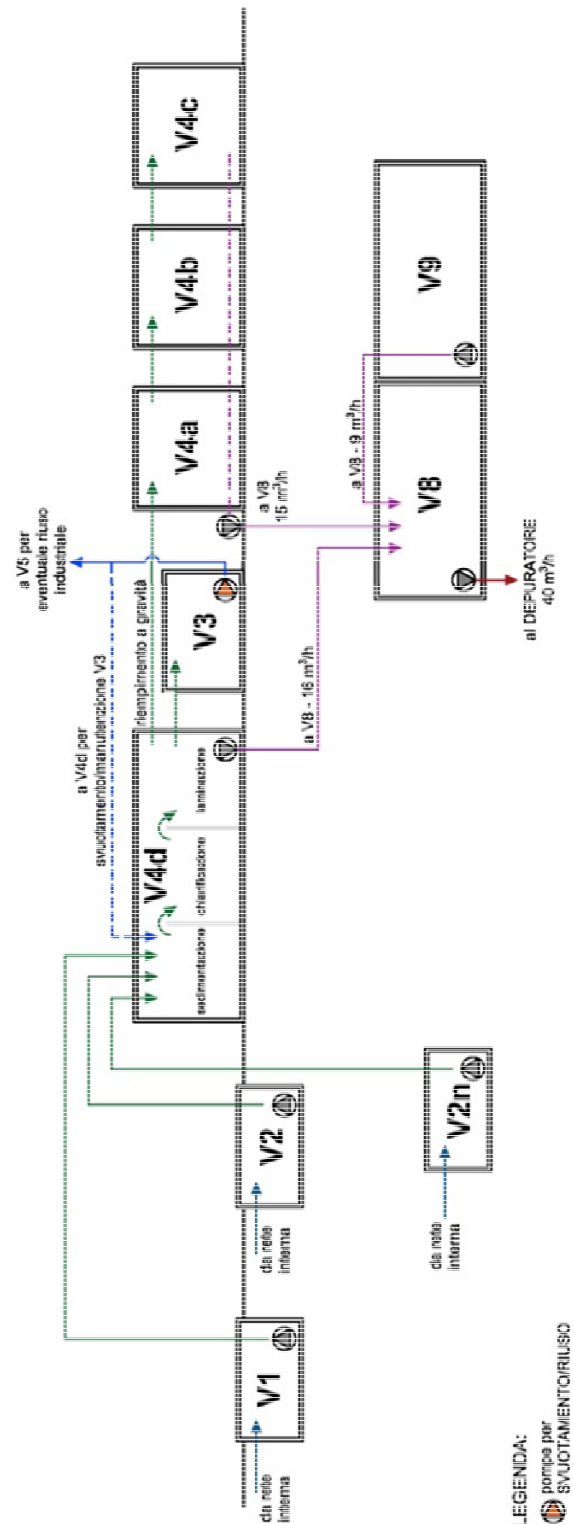 da rete
interna
V1
da rete
interna
V2
da rete
interna
V2n
V4d
sedimentazione
chiarificazione
laminazione
a V4d per
svuotamento/manutenzione V3
riempimento a gravità
V3
a V5 per
eventuale riuso
industriale
V4a
V4b
V4c
a V8
15 m³/h
a V8 - 16 m³/h
a V8 - 9 m³/h
V8
V9
al DEPURATORE
40 m³/h
LEGENDA:
pompe per
SVUOTAMENTO/RIUSO